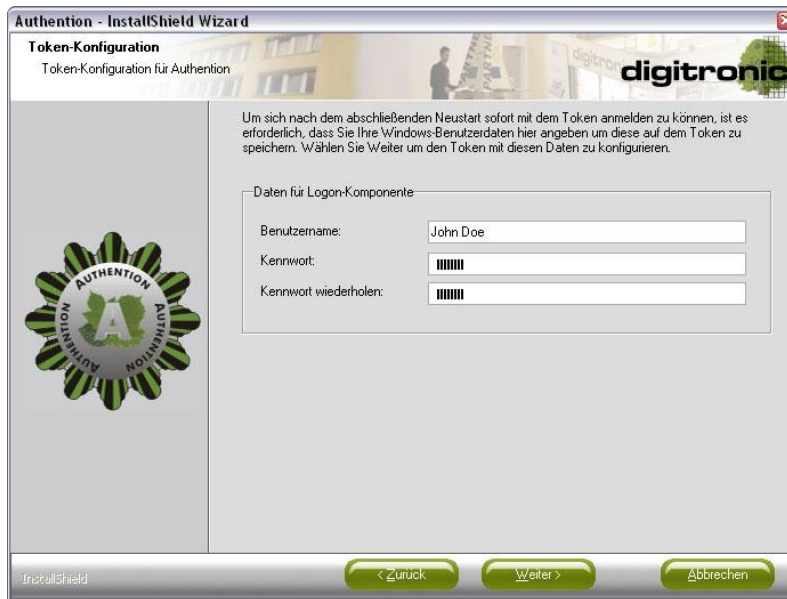 Authention - InstallShield Wizard
Token-Konfiguration
Token-Konfiguration für Authention
PARTNER
PARTNER
digitronic
digitronic
Um sich nach dem abschließenden Neustart sofort mit dem Token anmelden zu können, ist es
erforderlich, dass Sie Ihre Windows-Benutzerdaten hier angeben um diese auf dem Token zu
speichern. Wählen Sie Weiter um den Token mit diesen Daten zu konfigurieren.
Daten für Logon-Komponente
Benutzername:
John Doe
Kennwort:
Kennwort wiederholen:
AUTHENTION
AUTHENTION
AUTHENTION
A
InstallShield
< Zurück
Weiter >
Abbrechen